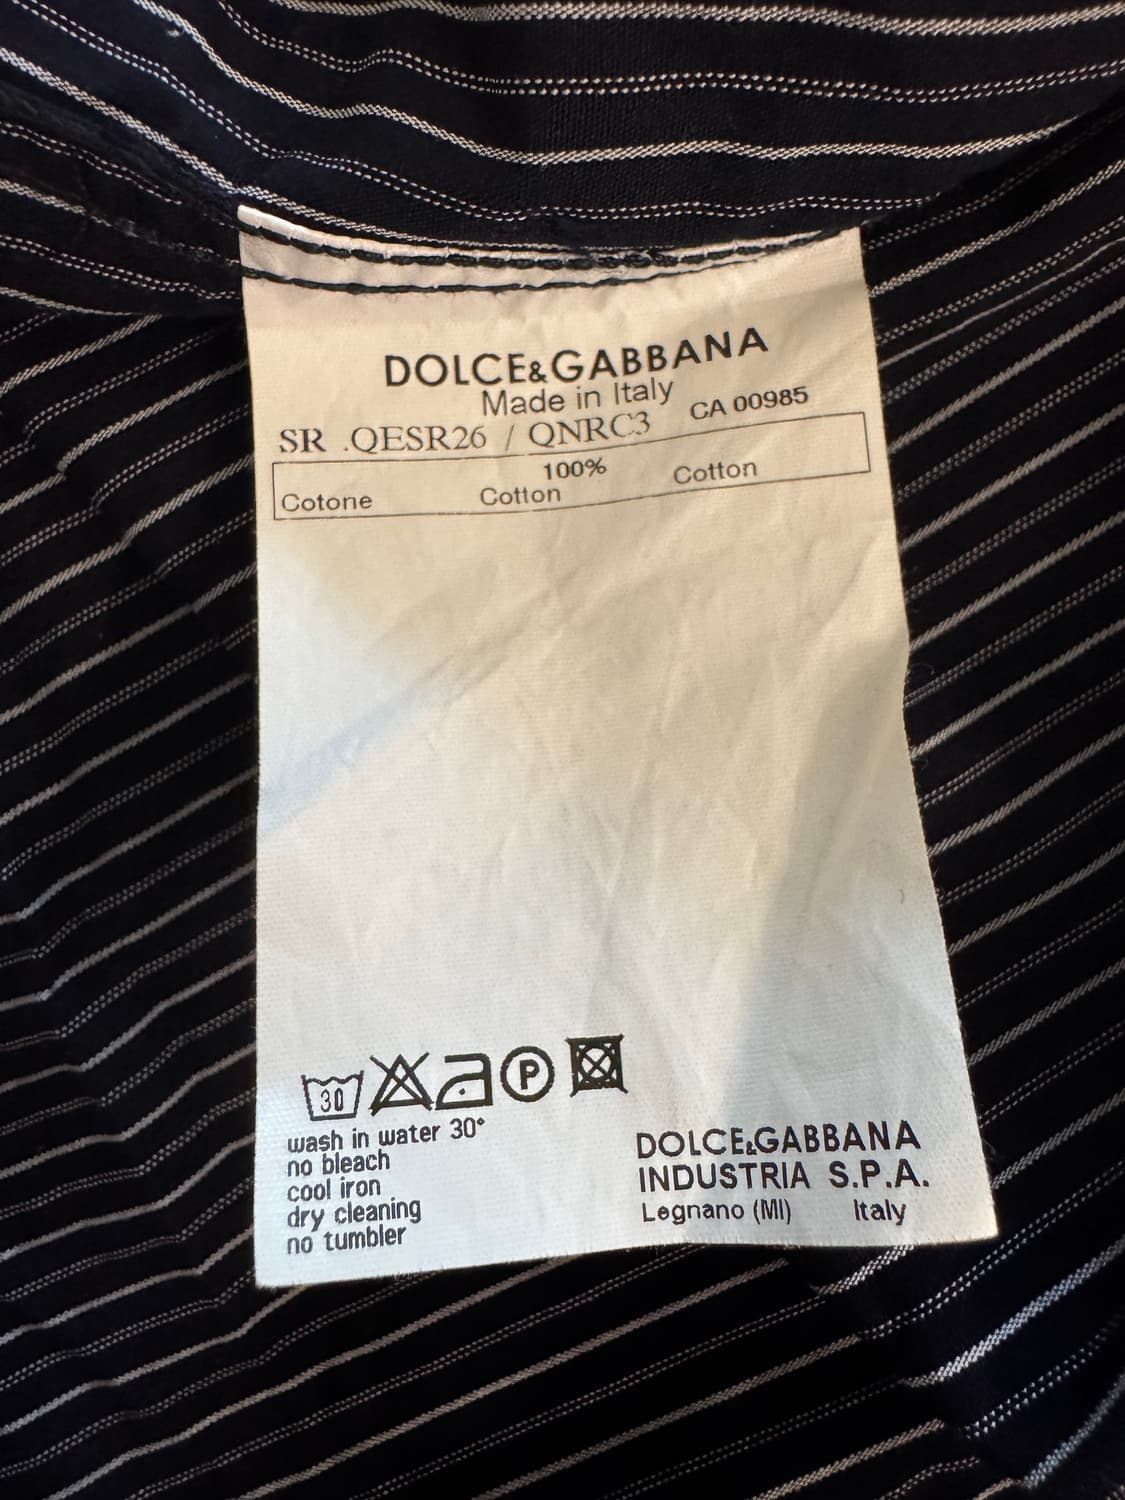 DOLCE&GABBANA
Made in Italy
SR .QESR26 / QNRC3 CA 00985
100%
Cotone Cotton Cotton
30 P
wash in water 30°
no bleach
cool iron
dry cleaning
no tumbler
DOLCE&GABBANA
INDUSTRIA S.P.A.
Legnano (MI) Italy